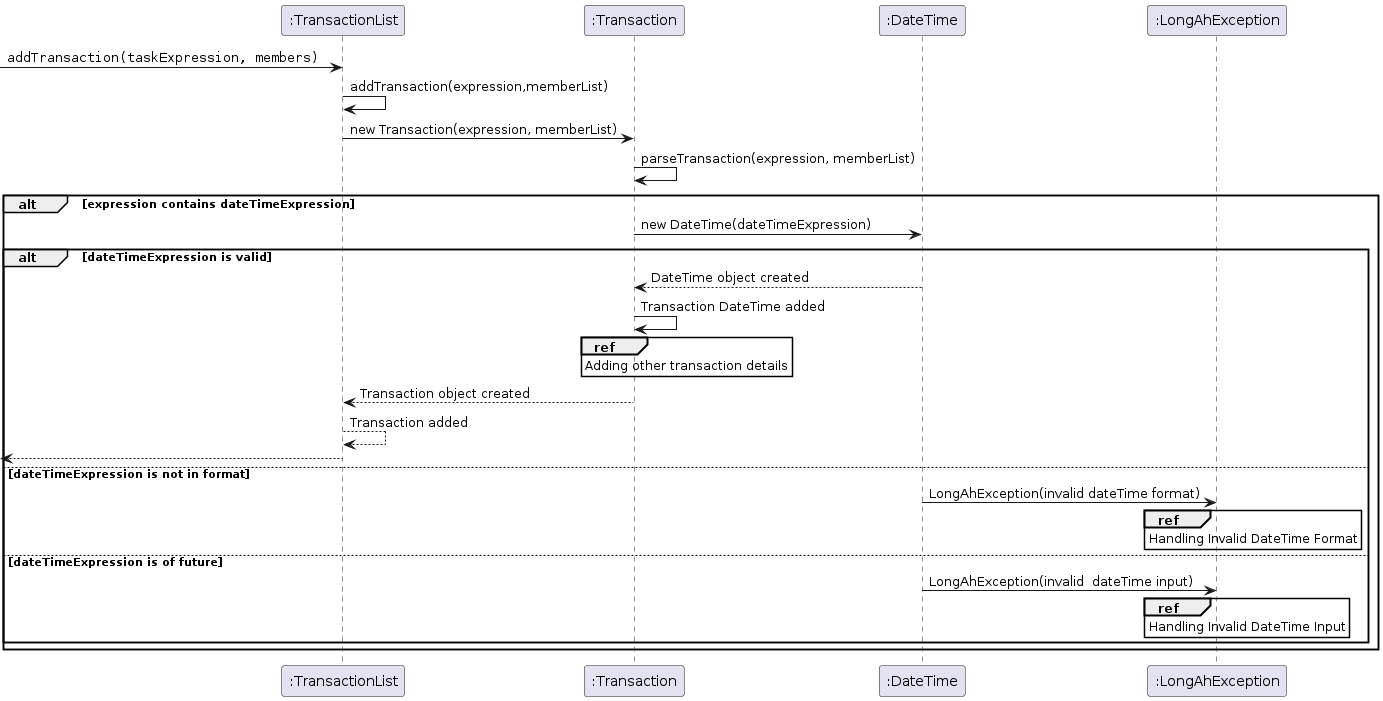 :TransactionList :Transaction :DateTime :LongAhException
addTransaction(taskExpression, members)
addTransaction(expression,memberList)
new Transaction(expression, memberList)
parseTransaction(expression, memberList)
alt [expression contains dateTimeExpression]
new DateTime(dateTimeExpression)
alt [dateTimeExpression is valid]
DateTime object created
Transaction DateTime added
ref
Adding other transaction details
Transaction object created
Transaction added
[dateTimeExpression is not in format]
LongAhException(invalid dateTime format)
ref
Handling Invalid DateTime Format
[dateTimeExpression is of future]
LongAhException(invalid  dateTime input)
ref
Handling Invalid DateTime Input
:TransactionList :Transaction :DateTime :LongAhException